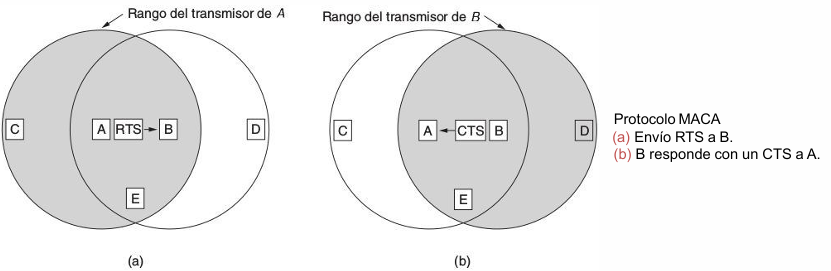 Rango del transmisor de A
C
A
RTS
B
D
E
(a)
Rango del transmisor de B
C
A
CTS
B
D
E
(b)
Protocolo MACA
(a) Envío RTS a B.
(b) B responde con un CTS a A.